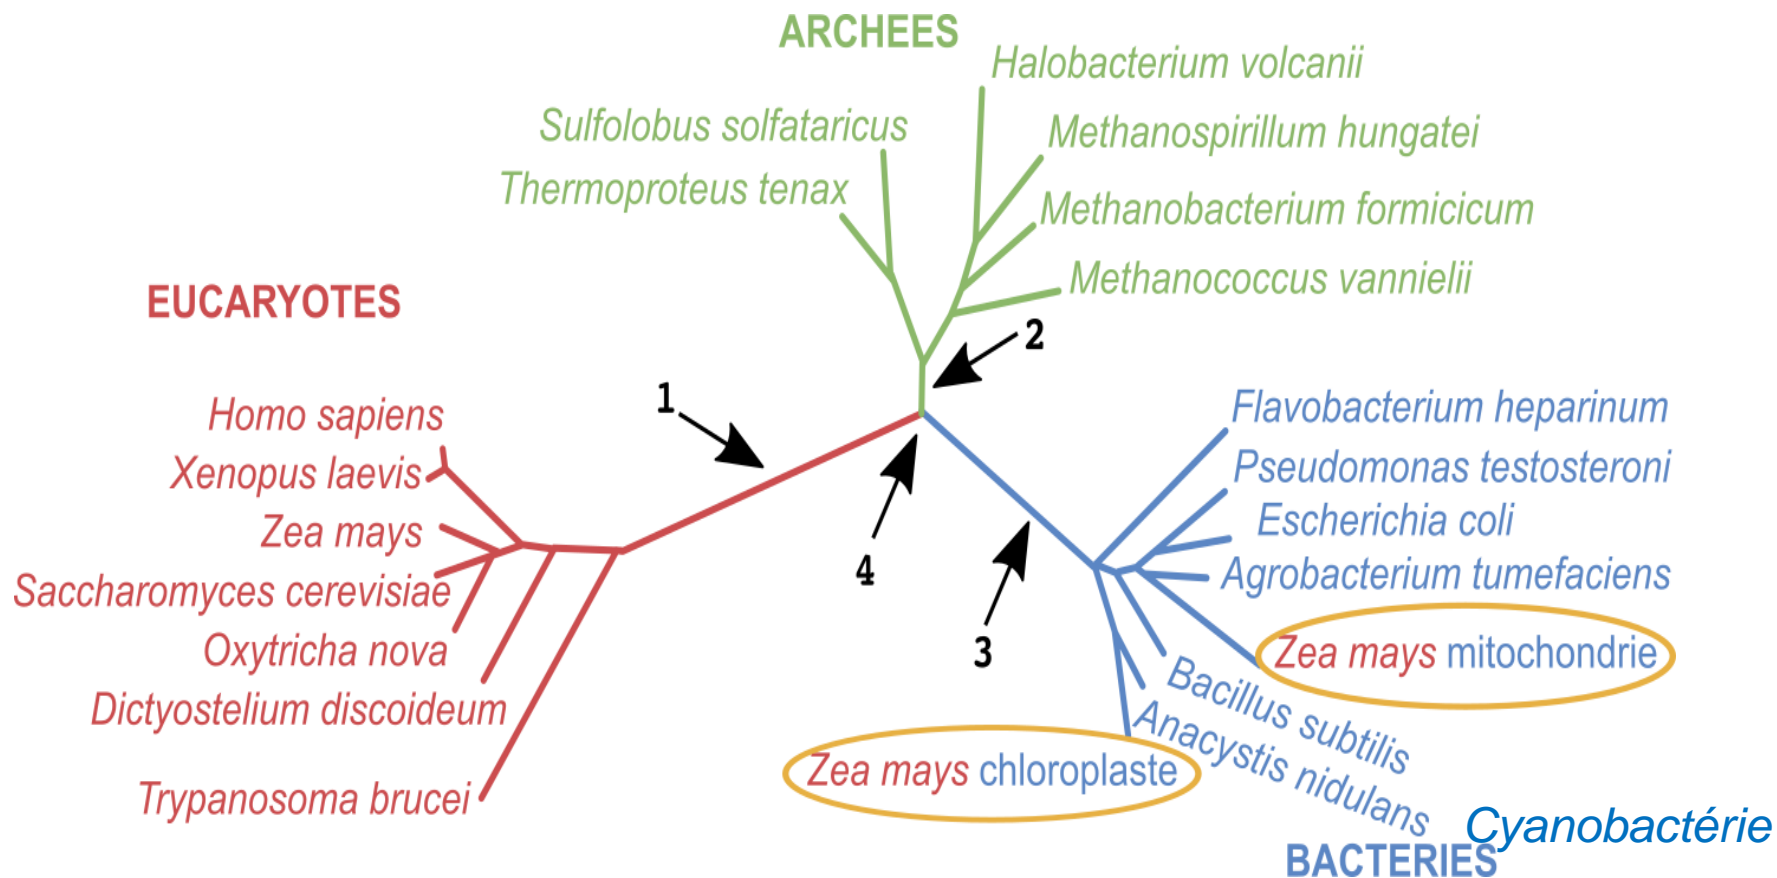 ARCHEES
Halobacterium volcanii
Sulfolobus solfataricus
Methanospirillum hungatei
Thermoproteus tenax
Methanobacterium formicicum
Methanococcus vannielii
EUCARYOTES
2
1
Homo sapiens
Flavobacterium heparinum
Xenopus laevis
Pseudomonas testosteroni
Zea mays
Escherichia coli
4
Agrobacterium tumefaciens
Saccharomyces cerevisiae
Oxytricha nova
3
Zea mays mitochondrie
Dictyostelium discoideum
Bacillus subtilis
Anacystis nidulans
Zea mays chloroplaste
Trypanosoma brucei
Cyanobactérie
BACTERIES